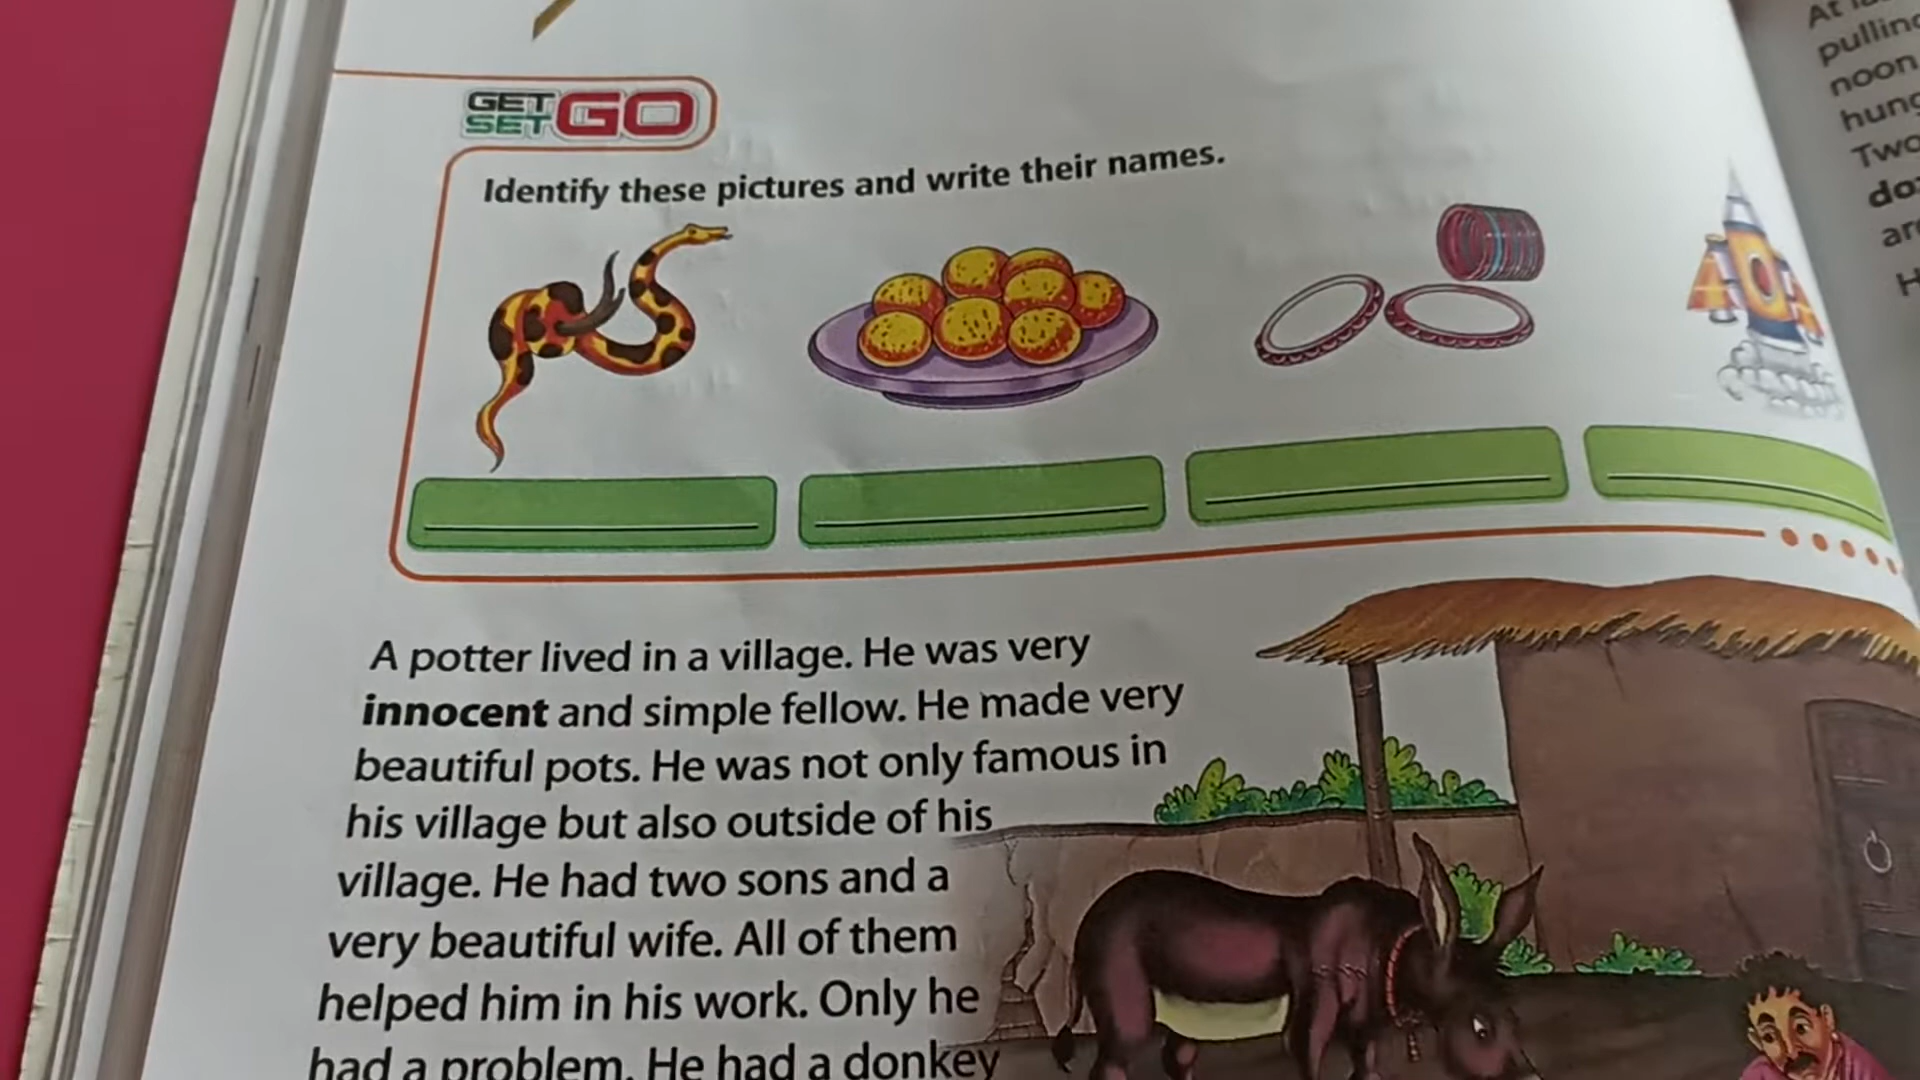 GET SET GO
Identify these pictures and write their names.
A potter lived in a village. He was very
innocent and simple fellow. He made very
beautiful pots. He was not only famous in
his village but also outside of his
village. He had two sons and a
very beautiful wife. All of them
helped him in his work. Only he
had a problem. He had a donkey
At
noon
Two